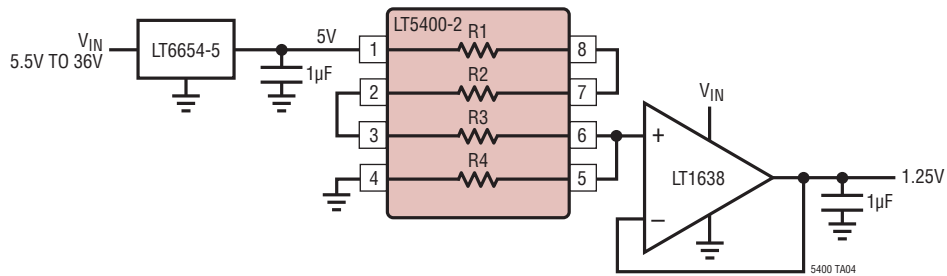 LT5400-2
VIN
5.5V TO 36V
LT6654-5
5V
1µF
1
R1
8
2
R2
7
3
R3
6
4
R4
5
VIN
+
–
LT1638
1.25V
1µF
5400 TA04